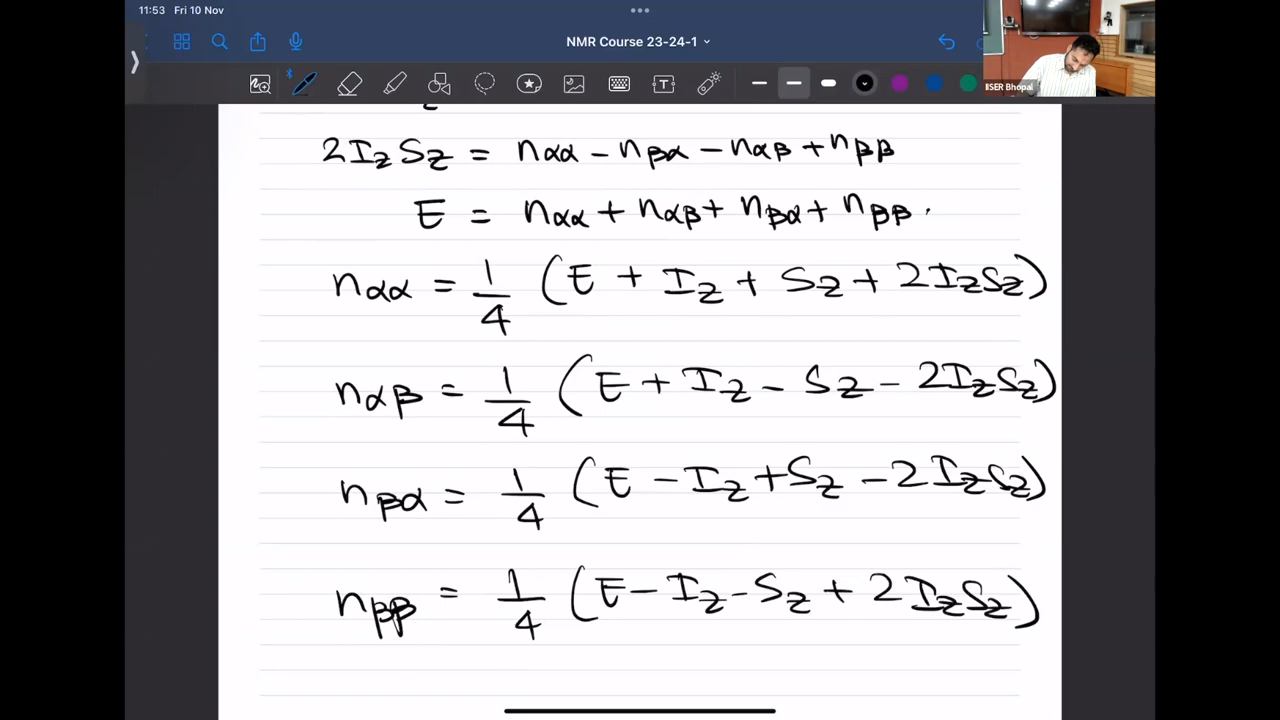 11:53 Fri 10 Nov
NMR Course 23-24-1
IISER Bhopal
2IzSz = nαα - nβα - nαβ + nββ
E = nαα + nαβ + nβα + nββ .
nαα = 1/4 (E + Iz + Sz + 2IzSz)
nαβ = 1/4 (E + Iz - Sz - 2IzSz)
nβα = 1/4 (E - Iz + Sz - 2IzSz)
nββ = 1/4 (E - Iz - Sz + 2IzSz)